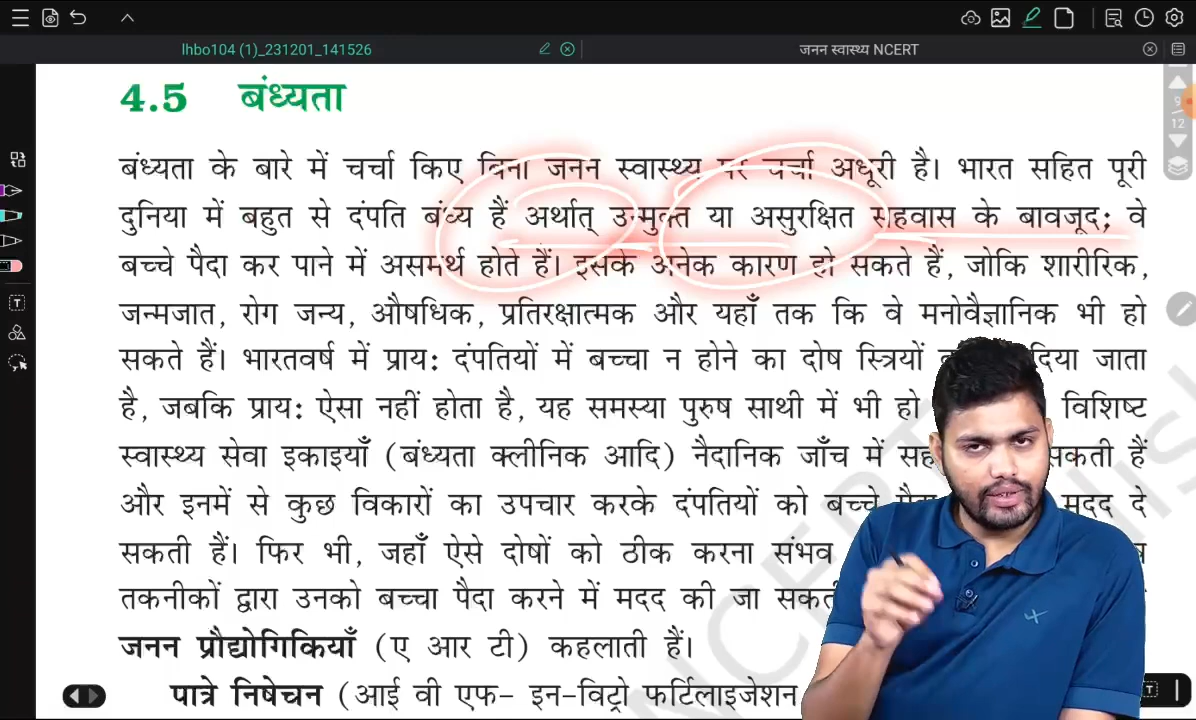 lhbo104 (1)_231201_141526
जनन स्वास्थ्य NCERT
9
12
4.5 बंध्यता
बंध्यता के बारे में चर्चा किए बिना जनन स्वास्थ्य पर चर्चा अधूरी है। भारत सहित पूरी
दुनिया में बहुत से दंपति बंध्य हैं अर्थात् उन्मुक्त या असुरक्षित सहवास के बावजूद; वे
बच्चे पैदा कर पाने में असमर्थ होते हैं। इसके अनेक कारण हो सकते हैं, जोकि शारीरिक,
जन्मजात, रोग जन्य, औषधिक, प्रतिरक्षात्मक और यहाँ तक कि वे मनोवैज्ञानिक भी हो
सकते हैं। भारतवर्ष में प्राय: दंपतियों में बच्चा न होने का दोष स्त्रियों दिया जाता
है, जबकि प्राय: ऐसा नहीं होता है, यह समस्या पुरुष साथी में भी हो विशिष्ट
स्वास्थ्य सेवा इकाइयाँ (बंध्यता क्लीनिक आदि) नैदानिक जाँच में सकती हैं
और इनमें से कुछ विकारों का उपचार करके दंपतियों को बच्चे मदद दे
सकती हैं। फिर भी, जहाँ ऐसे दोषों को ठीक करना संभव
तकनीकों द्वारा उनको बच्चा पैदा करने में मदद की जा
जनन प्रौद्योगिकियाँ (ए आर टी) कहलाती हैं।
पात्रे निषेचन (आई वी एफ- इन-विट्रो फर्टिलाइजेशन